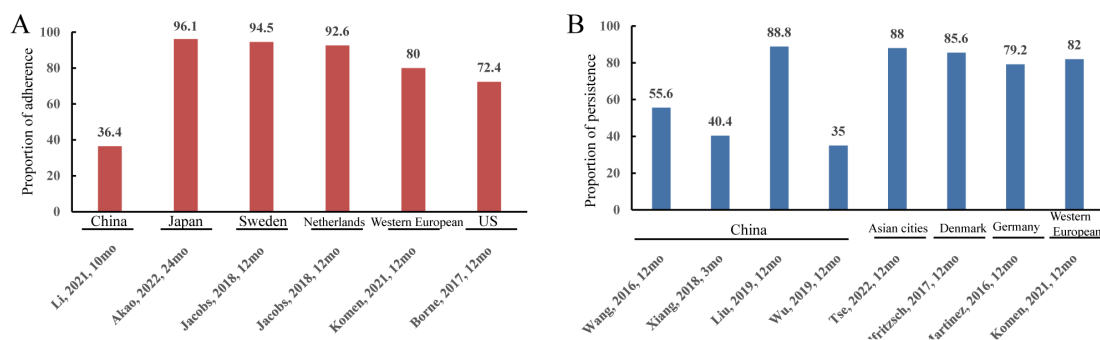 A
Proportion of adherence
100
80
60
40
20
0
36.4
96.1
94.5
92.6
80
72.4
China
Japan
Sweden
Netherlands
Western European
US
Li, 2021, 10mo
Akao, 2022, 24mo
Jacobs, 2018, 12mo
Jacobs, 2018, 12mo
Komen, 2021, 12mo
Borne, 2017, 12mo
B
Proportion of persistence
100
80
60
40
20
0
55.6
40.4
88.8
35
88
85.6
79.2
82
China
Asian cities
Denmark
Germany
Western
European
Wang, 2016, 12mo
Xiang, 2018, 3mo
Liu, 2019, 12mo
Wu, 2019, 12mo
Tse, 2022, 12mo
2017, 12mo
Martinez, 2016, 12mo
Komen, 2021, 12mo